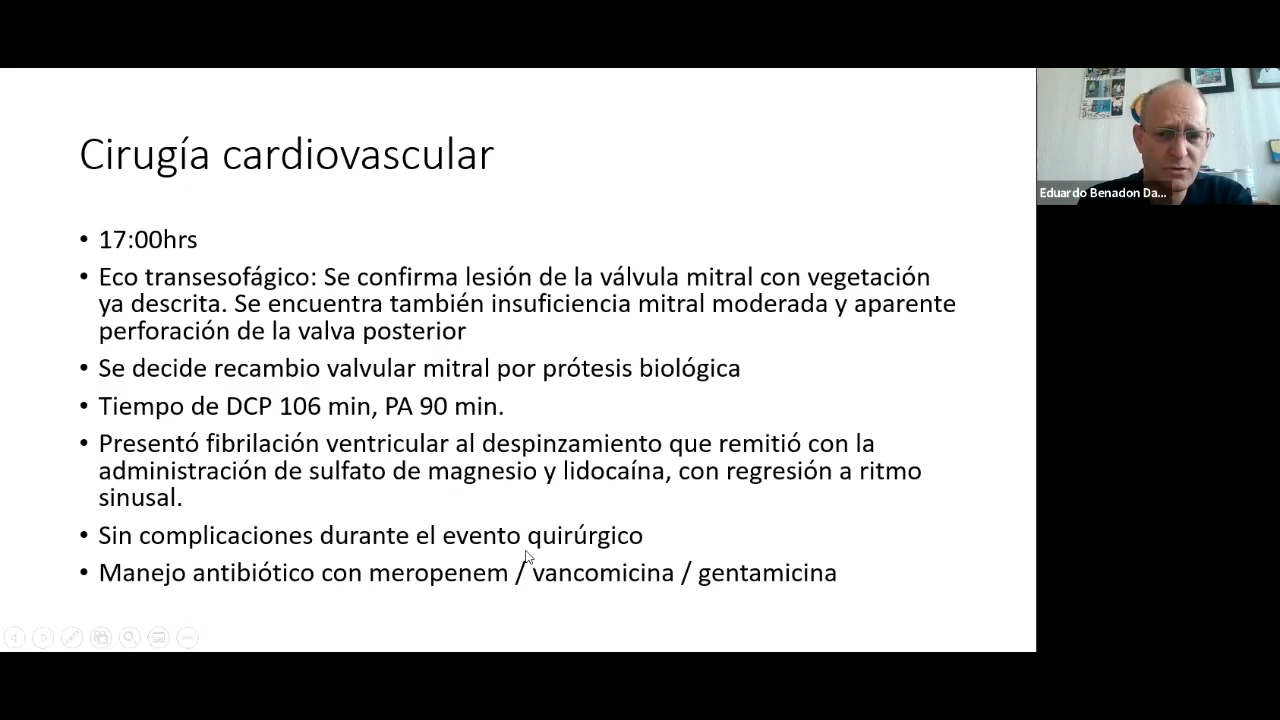 Cirugía cardiovascular
• 17:00hrs
• Eco transesofágico: Se confirma lesión de la válvula mitral con vegetación
ya descrita. Se encuentra también insuficiencia mitral moderada y aparente
perforación de la valva posterior
• Se decide recambio valvular mitral por prótesis biológica
• Tiempo de DCP 106 min, PA 90 min.
• Presentó fibrilación ventricular al despinzamiento que remitió con la
administración de sulfato de magnesio y lidocaína, con regresión a ritmo
sinusal.
• Sin complicaciones durante el evento quirúrgico
• Manejo antibiótico con meropenem / vancomicina / gentamicina
Eduardo Benadon Da...